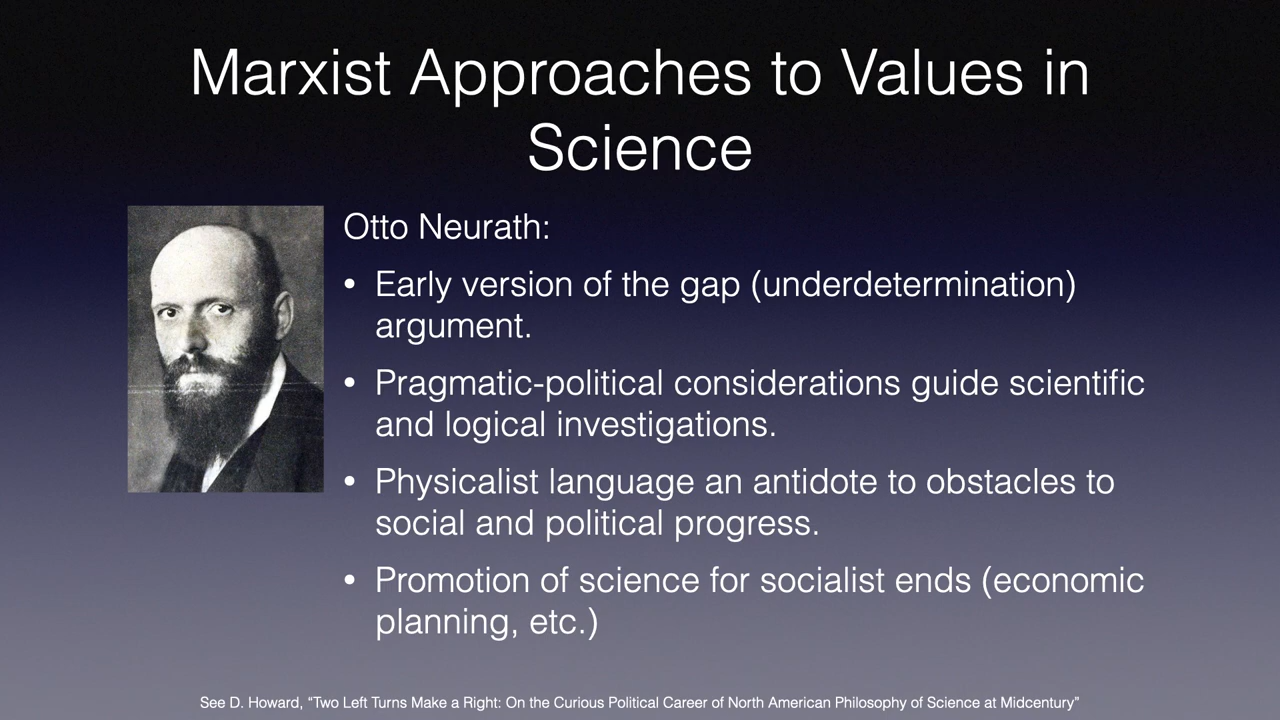 Marxist Approaches to Values in
Science
Otto Neurath:
• Early version of the gap (underdetermination)
argument.
• Pragmatic-political considerations guide scientific
and logical investigations.
• Physicalist language an antidote to obstacles to
social and political progress.
• Promotion of science for socialist ends (economic
planning, etc.)
See D. Howard, “Two Left Turns Make a Right: On the Curious Political Career of North American Philosophy of Science at Midcentury”